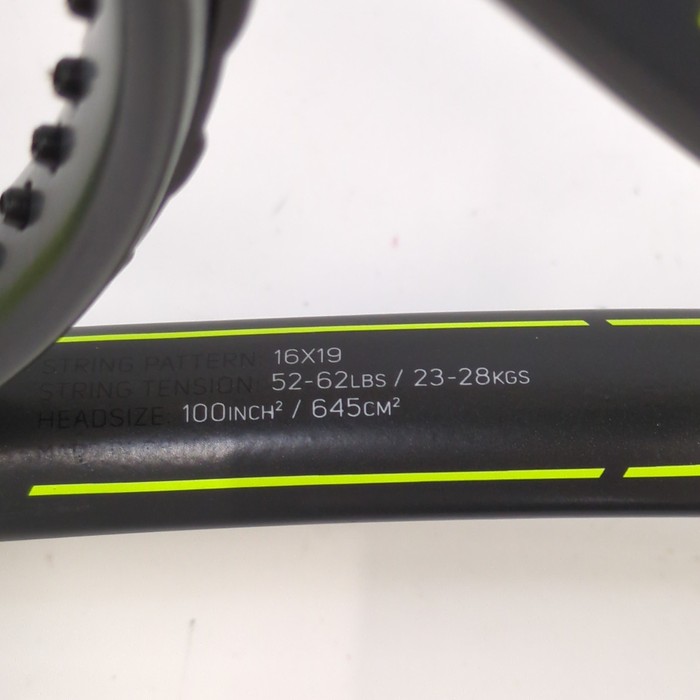 STRING PATTERN: 16X19
STRING TENSION: 52-62LBS / 23-28KGS
HEADSIZE: 100INCH² / 645CM²